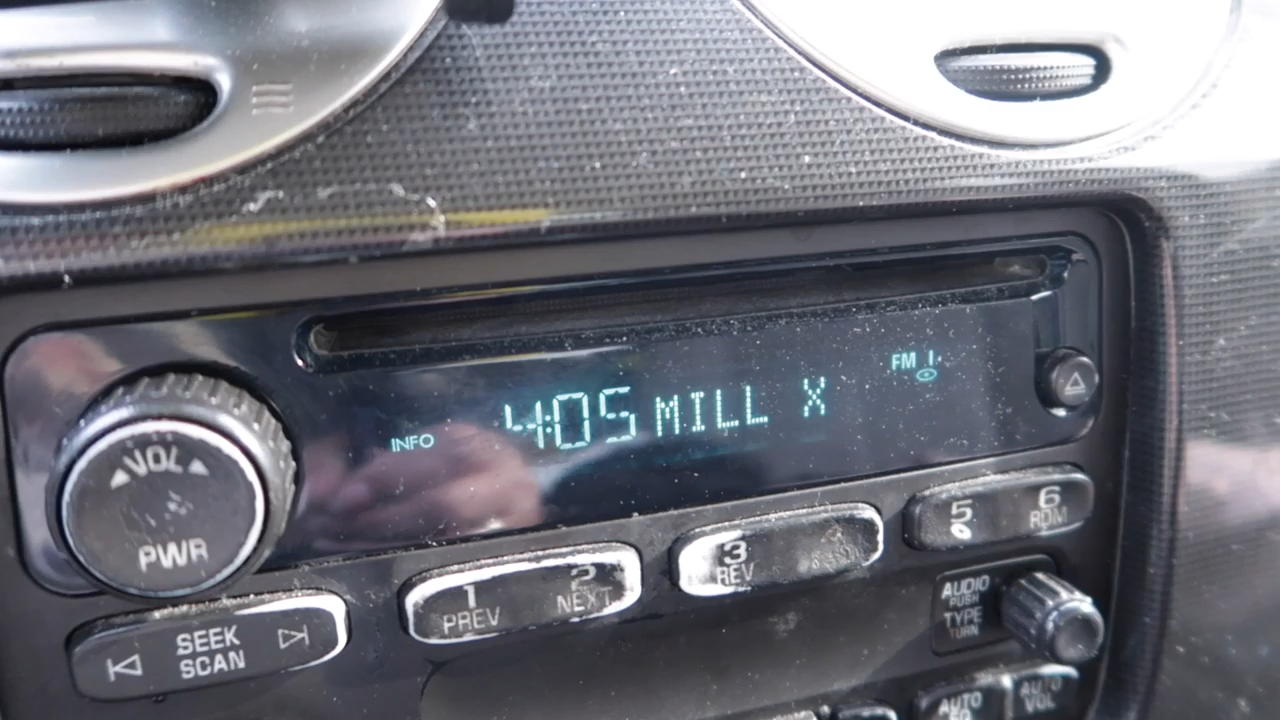 FM 1
INFO 4:05 MILL X
VOL
PWR
5 6
RDM
3
REV
1 2
PREV NEXT
SEEK
SCAN
AUDIO
PUSH
TYPE
TURN
AUTO AUTO
VOL